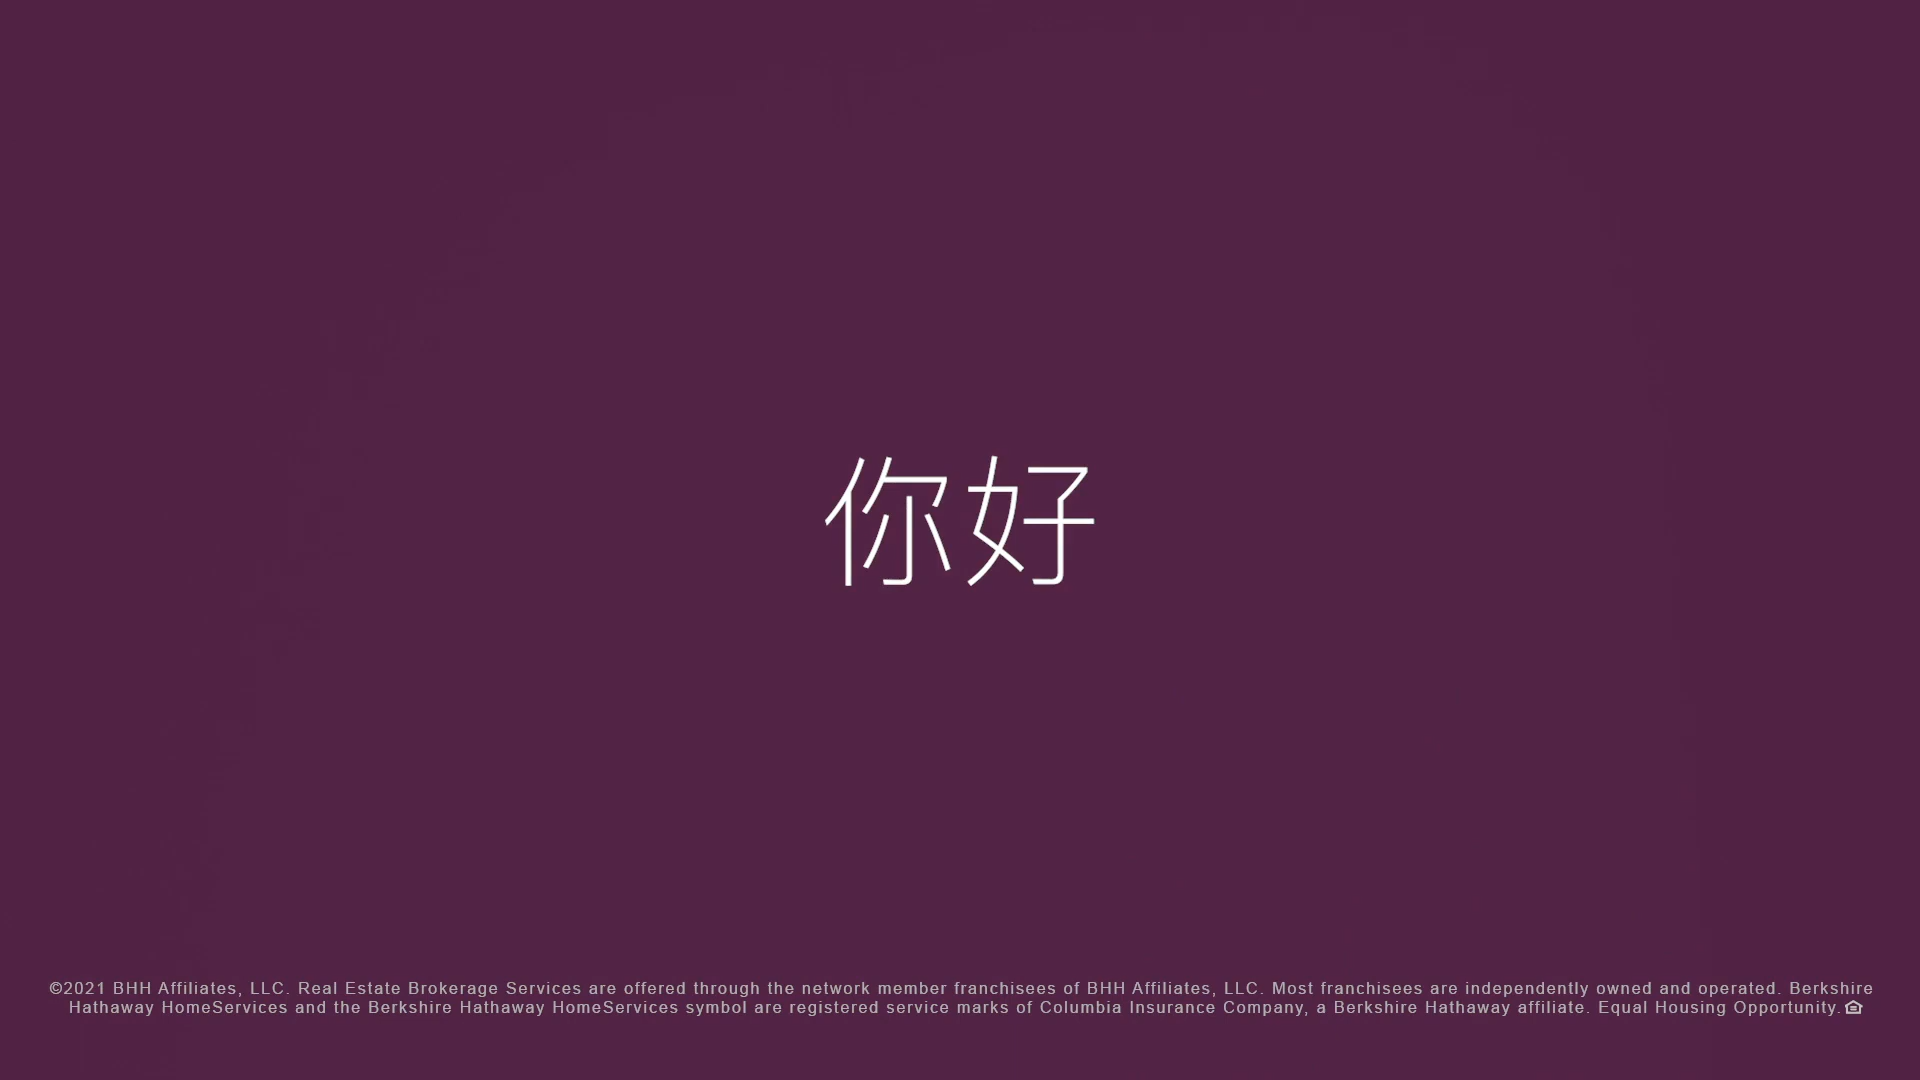 你好
©2021 BHH Affiliates, LLC. Real Estate Brokerage Services are offered through the network member franchisees of BHH Affiliates, LLC. Most franchisees are independently owned and operated. Berkshire
Hathaway HomeServices and the Berkshire Hathaway HomeServices symbol are registered service marks of Columbia Insurance Company, a Berkshire Hathaway affiliate. Equal Housing Opportunity.